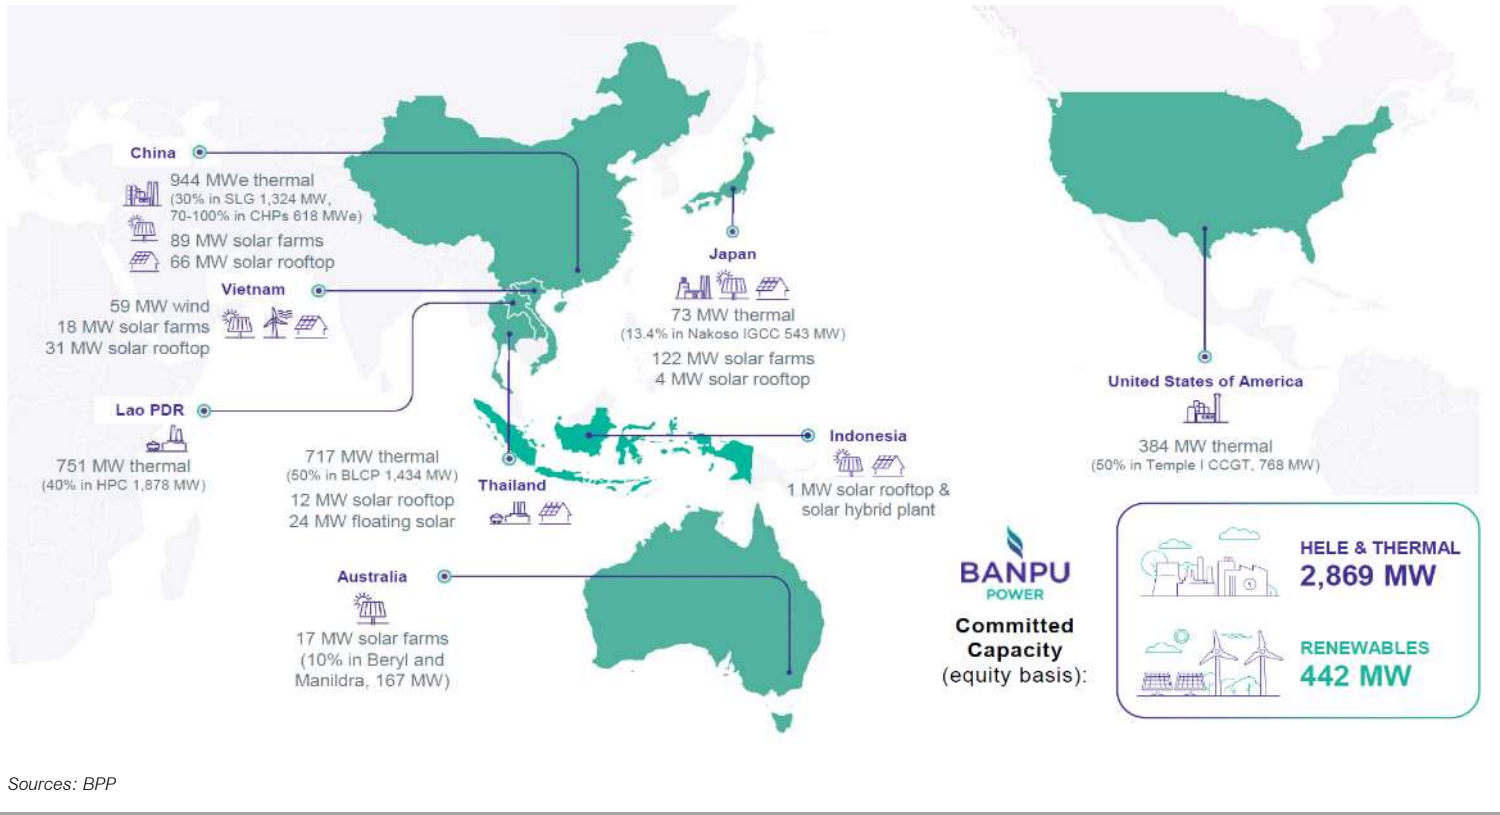 China
944 MWe thermal
(30% in SLG 1,324 MW,
70-100% in CHPs 618 MWe)
89 MW solar farms
66 MW solar rooftop
Vietnam
59 MW wind
18 MW solar farms
31 MW solar rooftop
Lao PDR
751 MW thermal
(40% in HPC 1,878 MW)
717 MW thermal
(50% in BLCP 1,434 MW)
12 MW solar rooftop
24 MW floating solar
Thailand
Australia
17 MW solar farms
(10% in Beryl and
Manildra, 167 MW)
Japan
73 MW thermal
(13.4% in Nakoso IGCC 543 MW)
122 MW solar farms
4 MW solar rooftop
Indonesia
1 MW solar rooftop &
solar hybrid plant
United States of America
384 MW thermal
(50% in Temple I CCGT, 768 MW)
BANPU
POWER
Committed
Capacity
(equity basis):
HELE & THERMAL
2,869 MW
RENEWABLES
442 MW
Sources: BPP